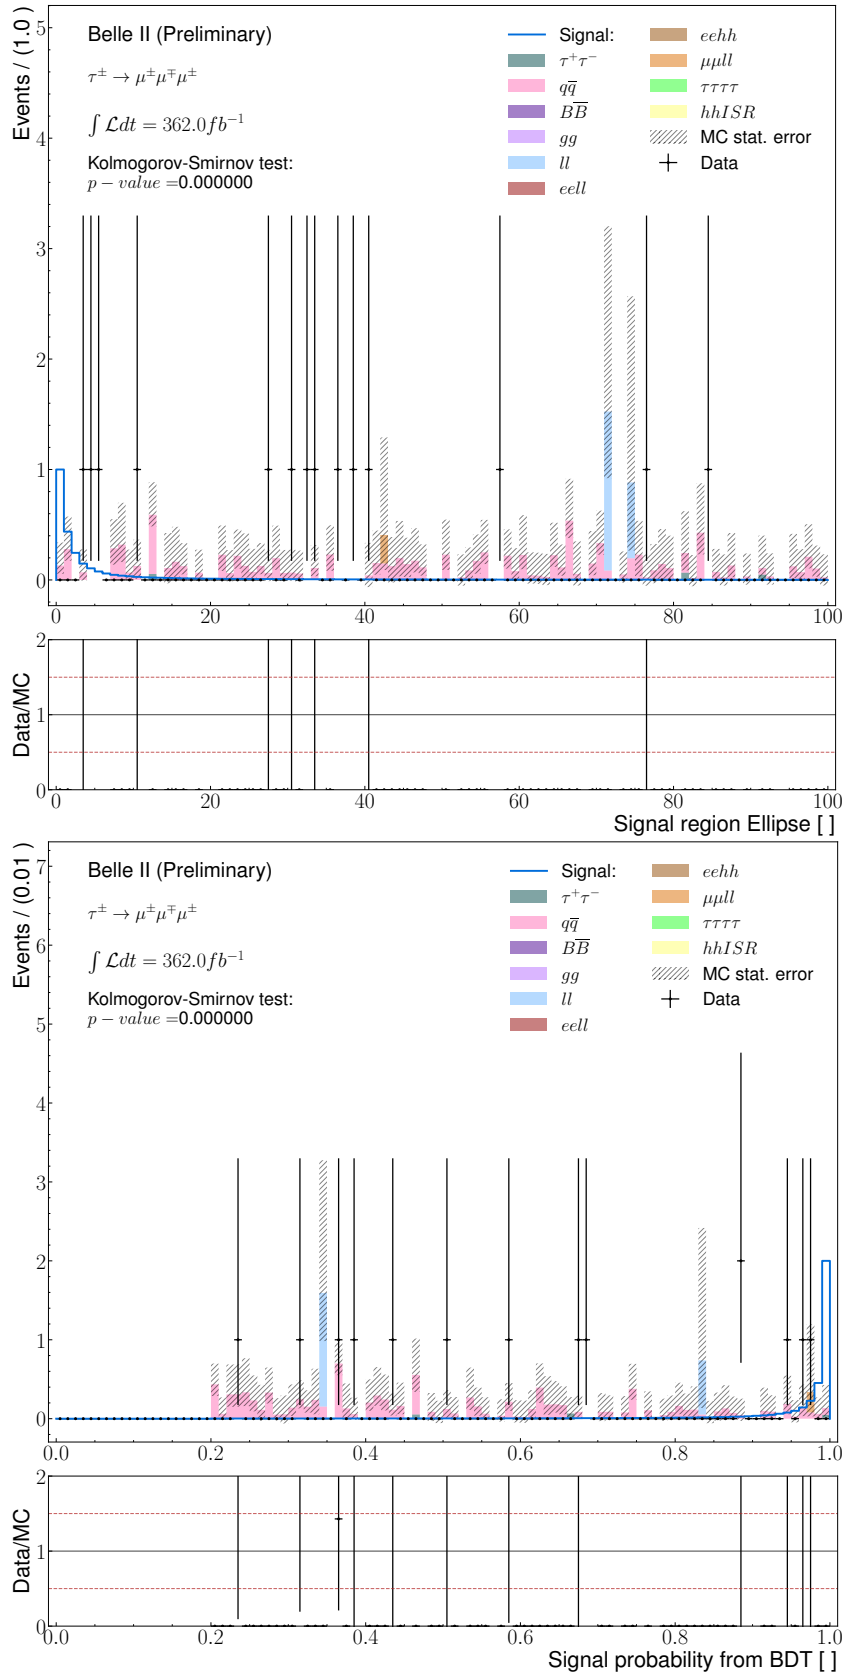 Events / (1.0 )
Belle II (Preliminary)
τ± → μ±μ∓μ±
∫ ℒdt = 362.0fb⁻¹
Kolmogorov-Smirnov test:
p − value =0.000000
Signal:
τ⁺τ⁻
qq̅
BB̅
gg
ll
eell
eehh
μμll
ττττ
hhISR
MC stat. error
Data
5
4
3
2
1
0
0 20 40 60 80 100
Data/MC
2
1
0
0 20 40 60 80 100
Signal region Ellipse [ ]
Events / (0.01 )
Belle II (Preliminary)
τ± → μ±μ∓μ±
∫ ℒdt = 362.0fb⁻¹
Kolmogorov-Smirnov test:
p − value =0.000000
Signal:
τ⁺τ⁻
qq̅
BB̅
gg
ll
eell
eehh
μμll
ττττ
hhISR
MC stat. error
Data
7
6
5
4
3
2
1
0
0.0 0.2 0.4 0.6 0.8 1.0
Data/MC
2
1
0
0.0 0.2 0.4 0.6 0.8 1.0
Signal probability from BDT [ ]